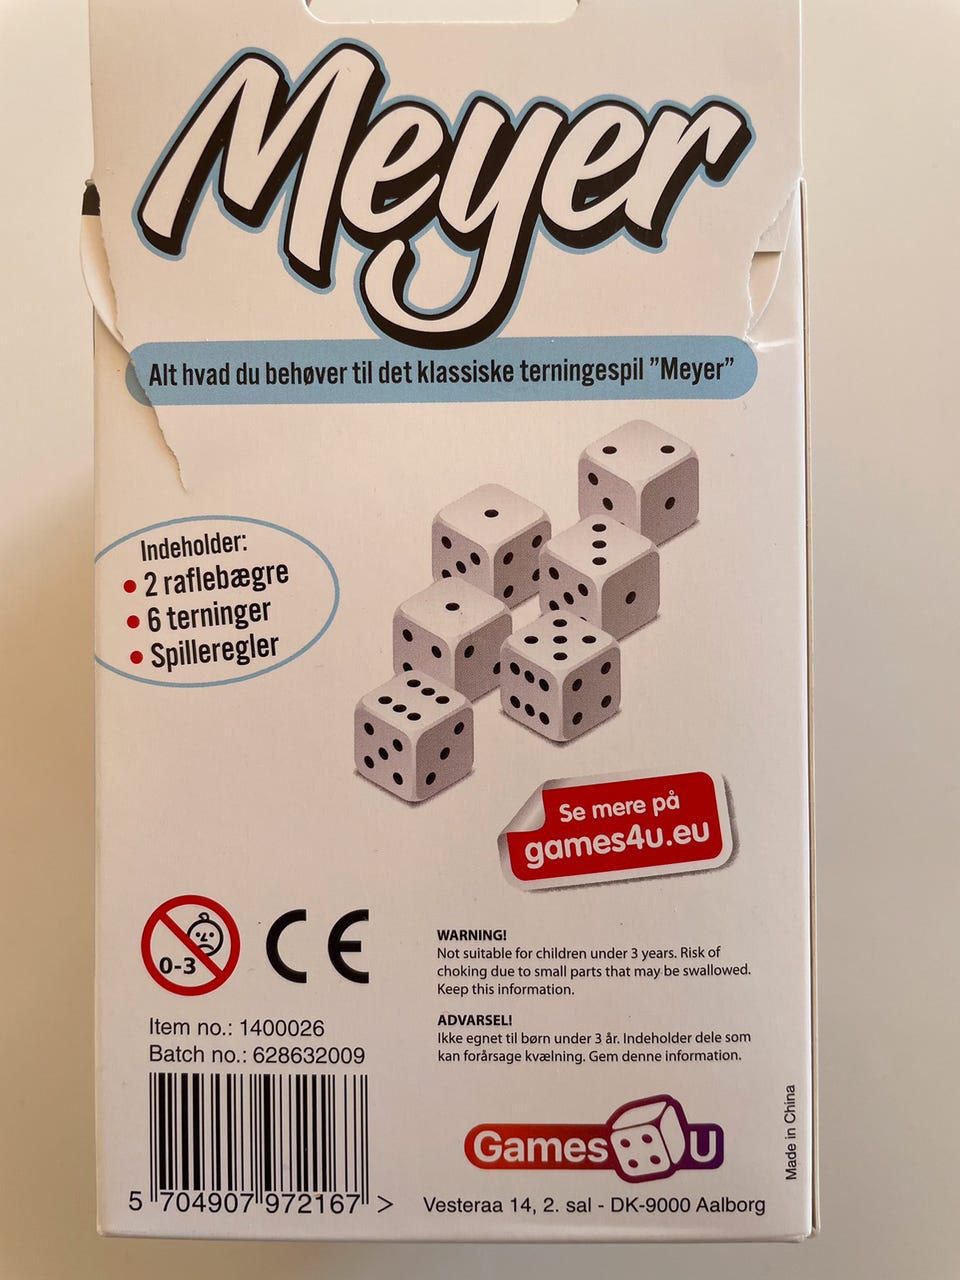 Meyer
Alt hvad du behøver til det klassiske terningespil ”Meyer”
Indeholder:
• 2 raflebægre
• 6 terninger
• Spilleregler
Se mere på
games4u.eu
0-3
CE
WARNING!
Not suitable for children under 3 years. Risk of
choking due to small parts that may be swallowed.
Keep this information.
ADVARSEL!
Ikke egnet til børn under 3 år. Indeholder dele som
kan forårsage kvælning. Gem denne information.
Item no.: 1400026
Batch no.: 628632009
5 704907 972167 >
Games U
Vesteraa 14, 2. sal - DK-9000 Aalborg
Made in China